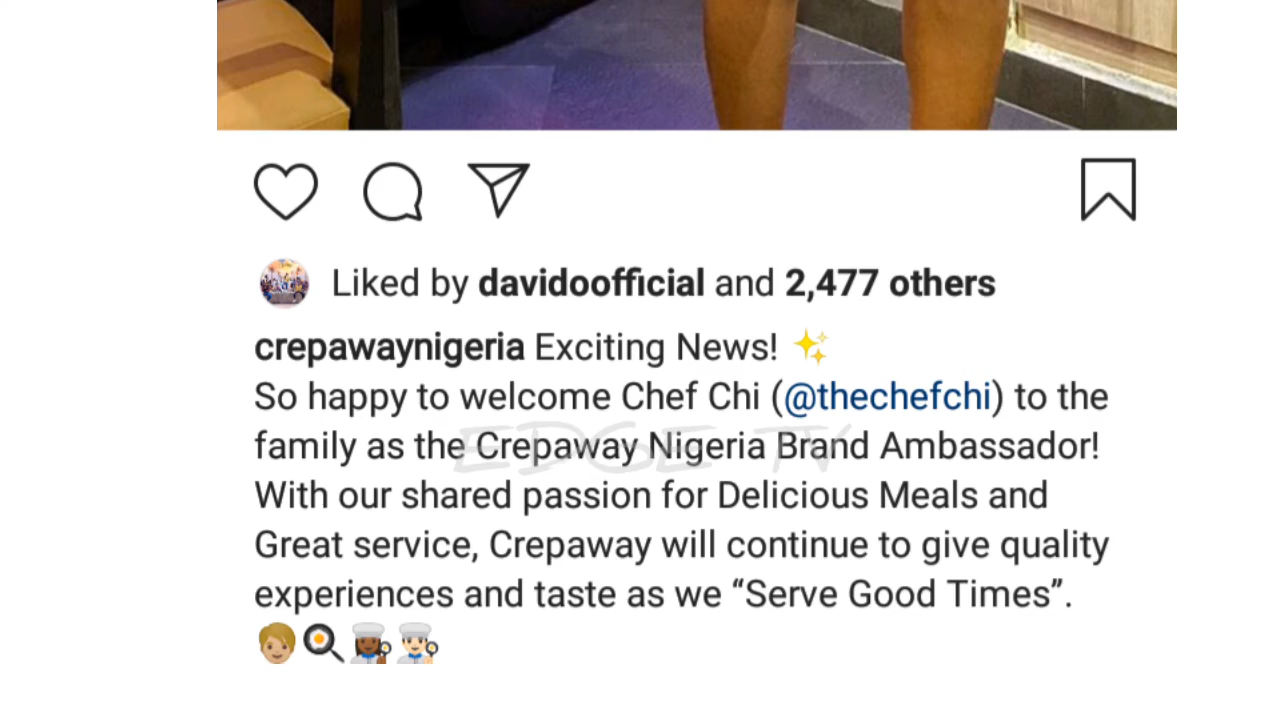 Liked by davidoofficial and 2,477 others
crepawaynigeria Exciting News! ✨
So happy to welcome Chef Chi (@thechefchi) to the
family as the Crepaway Nigeria Brand Ambassador!
EDGE TV
With our shared passion for Delicious Meals and
Great service, Crepaway will continue to give quality
experiences and taste as we “Serve Good Times”.